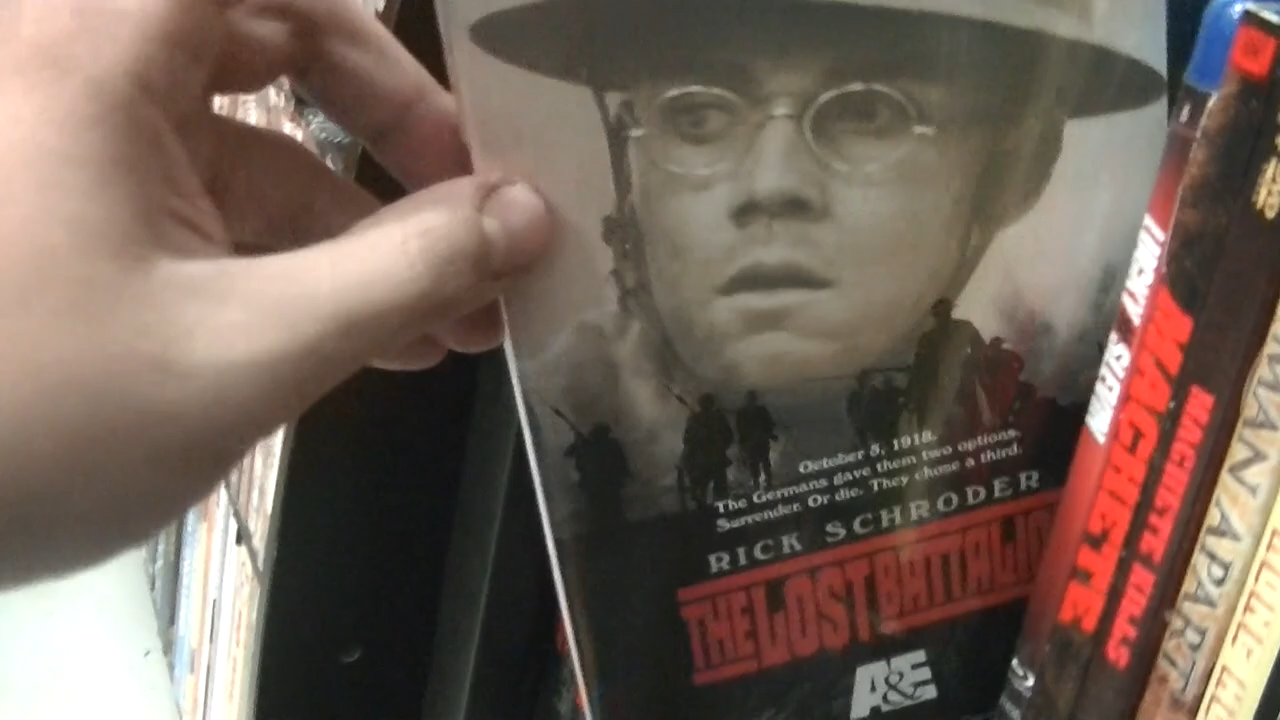 October 5, 1918.
The Germans gave them two options.
Surrender. Or die. They chose a third.
RICK SCHRODER
THE LOST BATTALIO
A&E
MACHETE
MACHETE KILLS
MAN APART